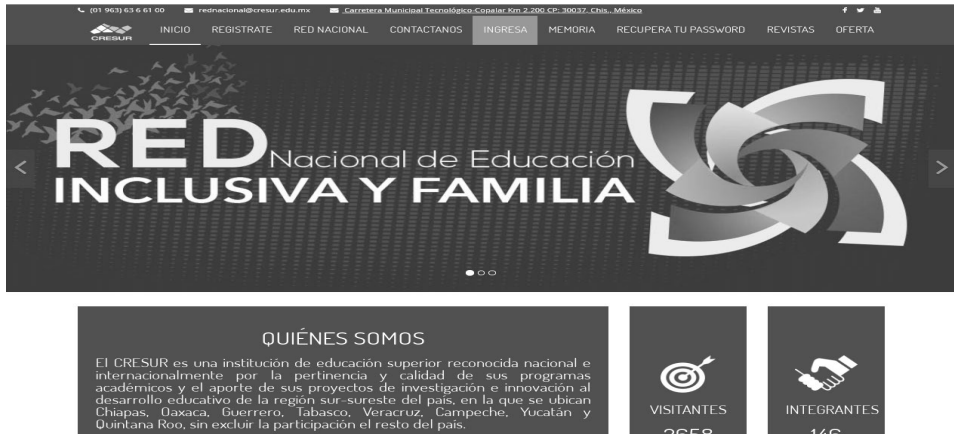 (01 963) 63 6 61 00 rednacional@cresur.edu.mx Carretera Municipal Tecnológico-Copalar Km 2.200 CP: 30037, Chis., México
CRESUR INICIO REGISTRATE RED NACIONAL CONTACTANOS INGRESA MEMORIA RECUPERA TU PASSWORD REVISTAS OFERTA
RED Nacional de Educación
INCLUSIVA Y FAMILIA
QUIÉNES SOMOS
El CRESUR es una institución de educación superior reconocida nacional e
internacionalmente por la pertinencia y calidad de sus programas
académicos y el aporte de sus proyectos de investigación e innovación al
desarrollo educativo de la región sur-sureste del país, en la que se ubican
Chiapas, Oaxaca, Guerrero, Tabasco, Veracruz, Campeche, Yucatán y
Quintana Roo, sin excluir la participación el resto del país.
VISITANTES
2658
INTEGRANTES
146